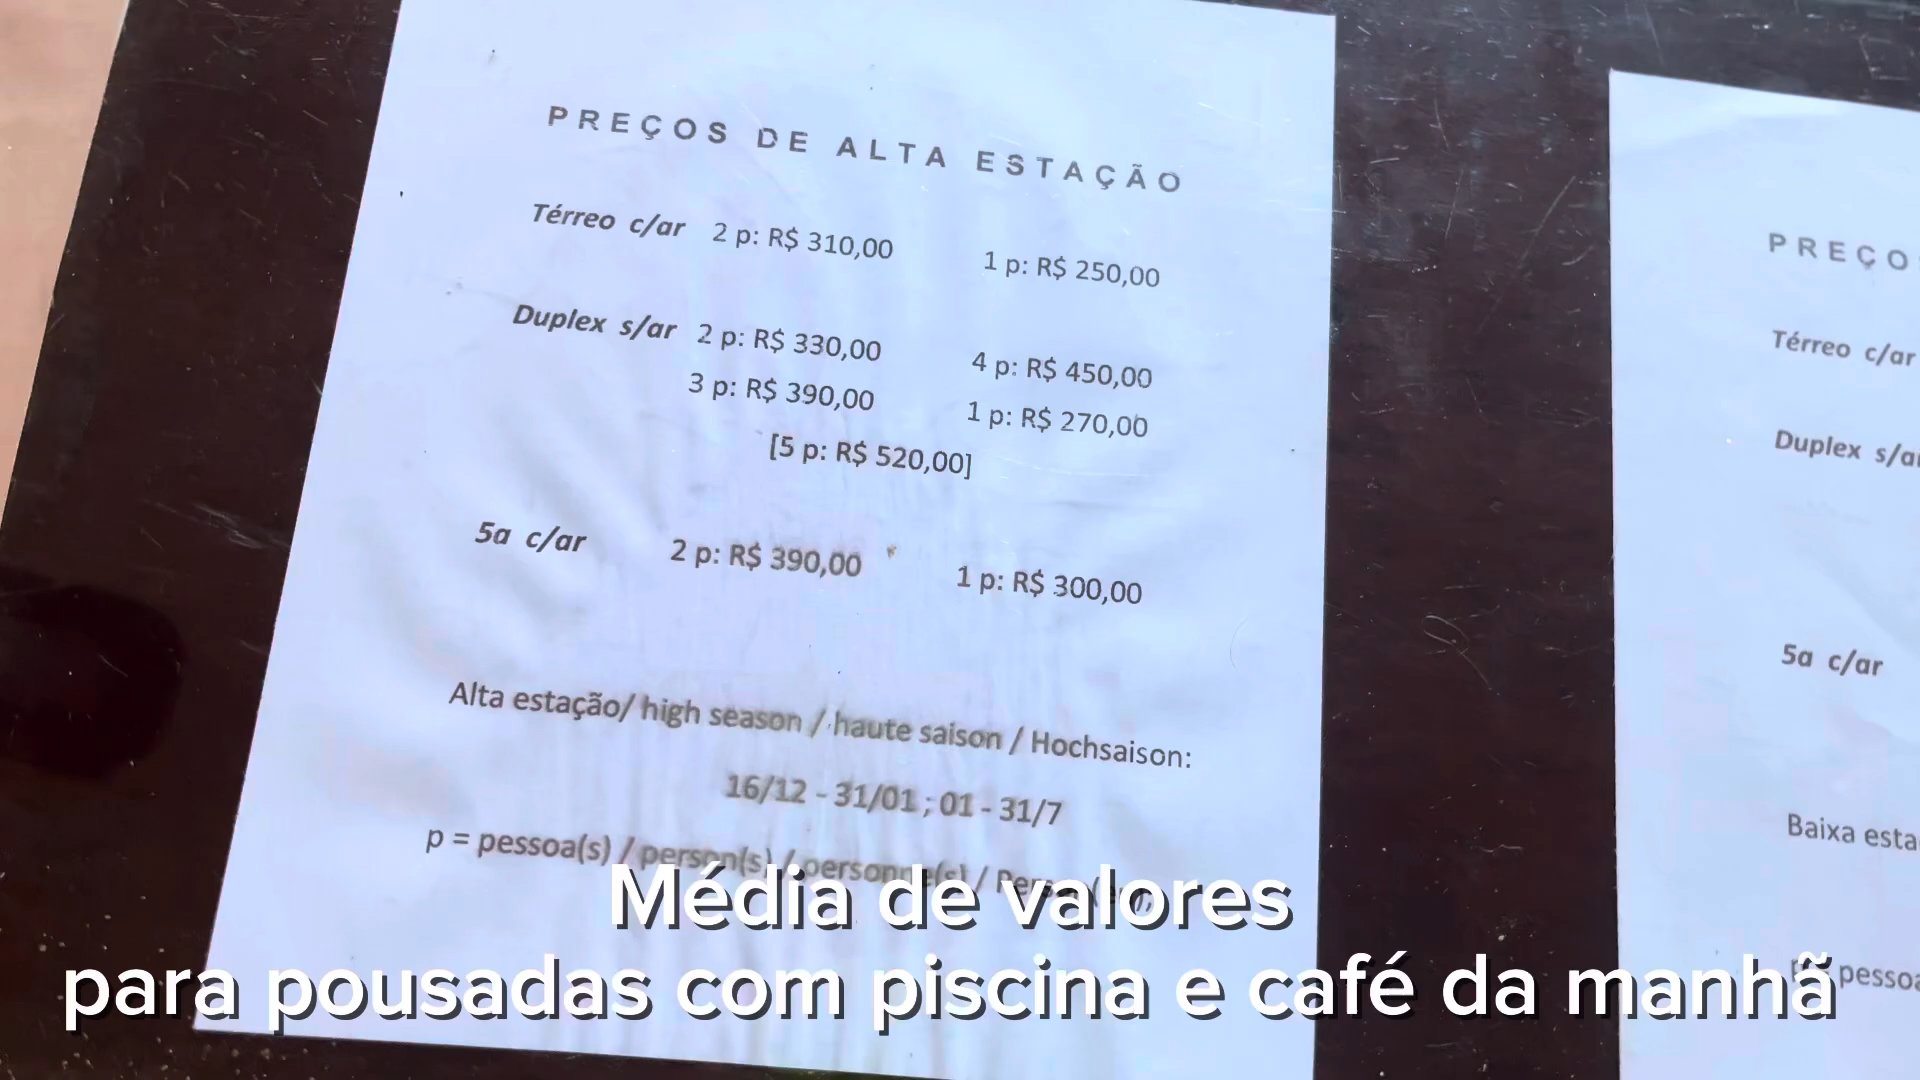 PREÇOS DE ALTA ESTAÇÃO
Térreo c/ar 2 p: R$ 310,00 1 p: R$ 250,00
Duplex s/ar 2 p: R$ 330,00 4 p: R$ 450,00
3 p: R$ 390,00 1 p: R$ 270,00
[5 p: R$ 520,00]
5a c/ar 2 p: R$ 390,00 1 p: R$ 300,00
Alta estação/ high season / haute saison / Hochsaison:
16/12 - 31/01 ; 01 - 31/7
p = pessoa(s) / person(s) / personne(s) /
PREÇO
Térreo c/ar
Duplex s/a
5a c/ar
Baixa esta
pessoa
Média de valores
para pousadas com piscina e café da manhã